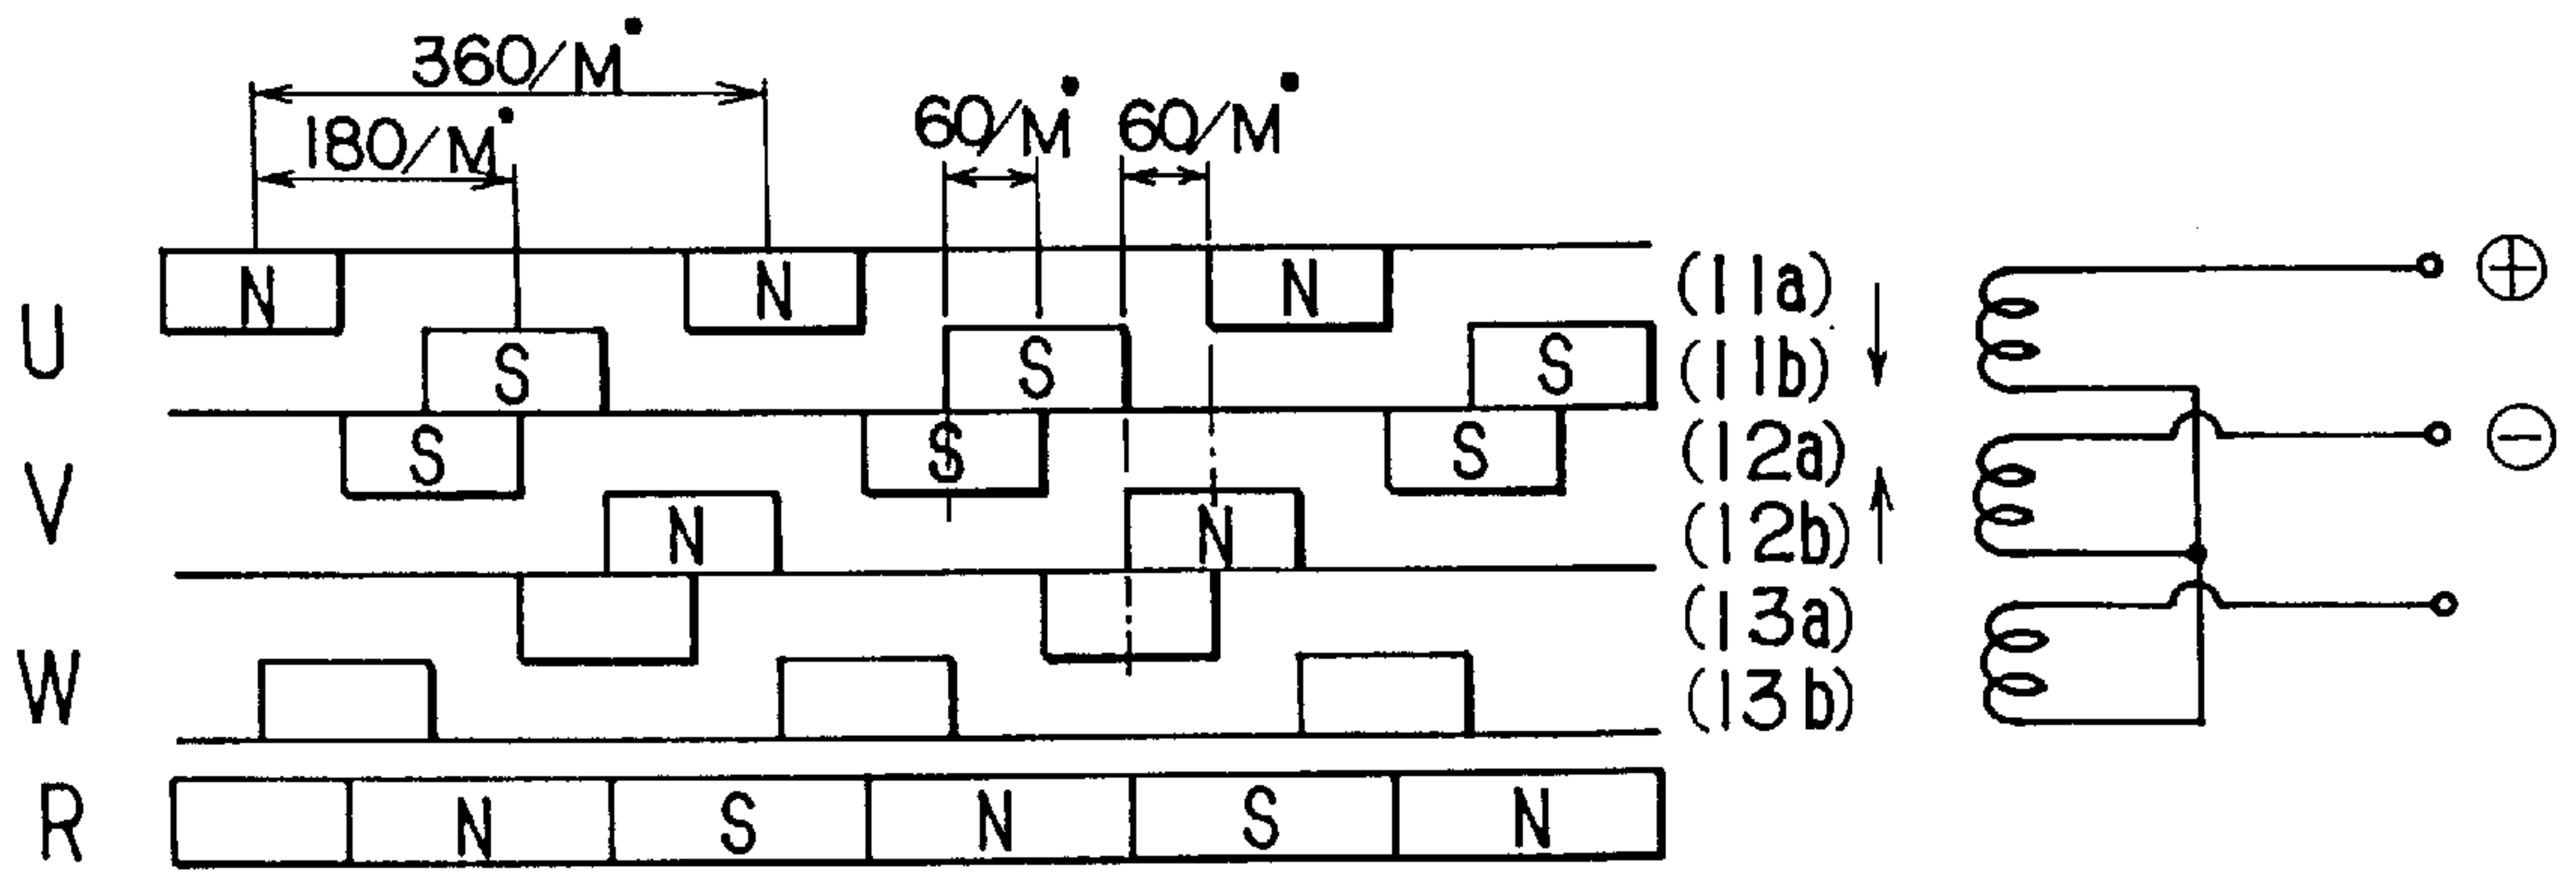 360/M°
180/M°
60/M° 60/M°
N N N (11a) ⊕
U
S S S (11b)
S S S (12a) ⊖
V
N N (12b)
(13a)
W
(13b)
R N S N S N